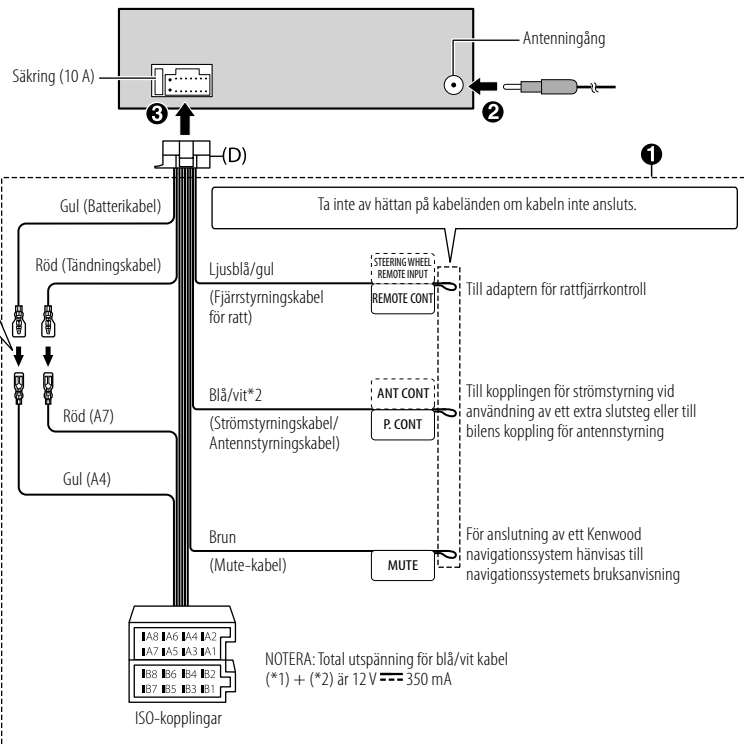 Antenningång
Säkring (10 A)
❸
❷
(D)
❶
Gul (Batterikabel)
Ta inte av hättan på kabeländen om kabeln inte ansluts.
Röd (Tändningskabel)
Ljusblå/gul
(Fjärrstyrningskabel
för ratt)
STEERING WHEEL
REMOTE INPUT
REMOTE CONT
Till adaptern för rattfjärrkontroll
Blå/vit*2
(Strömstyrningskabel/
Antennstyrningskabel)
ANT CONT
P. CONT
Till kopplingen för strömstyrning vid
användning av ett extra slutsteg eller till
bilens koppling för antennstyrning
Röd (A7)
Gul (A4)
Brun
(Mute-kabel)
MUTE
För anslutning av ett Kenwood
navigationssystem hänvisas till
navigationssystemets bruksanvisning
A8 A6 A4 A2
A7 A5 A3 A1
B8 B6 B4 B2
B7 B5 B3 B1
ISO-kopplingar
NOTERA: Total utspänning för blå/vit kabel
(*1) + (*2) är 12 V ⎓ 350 mA